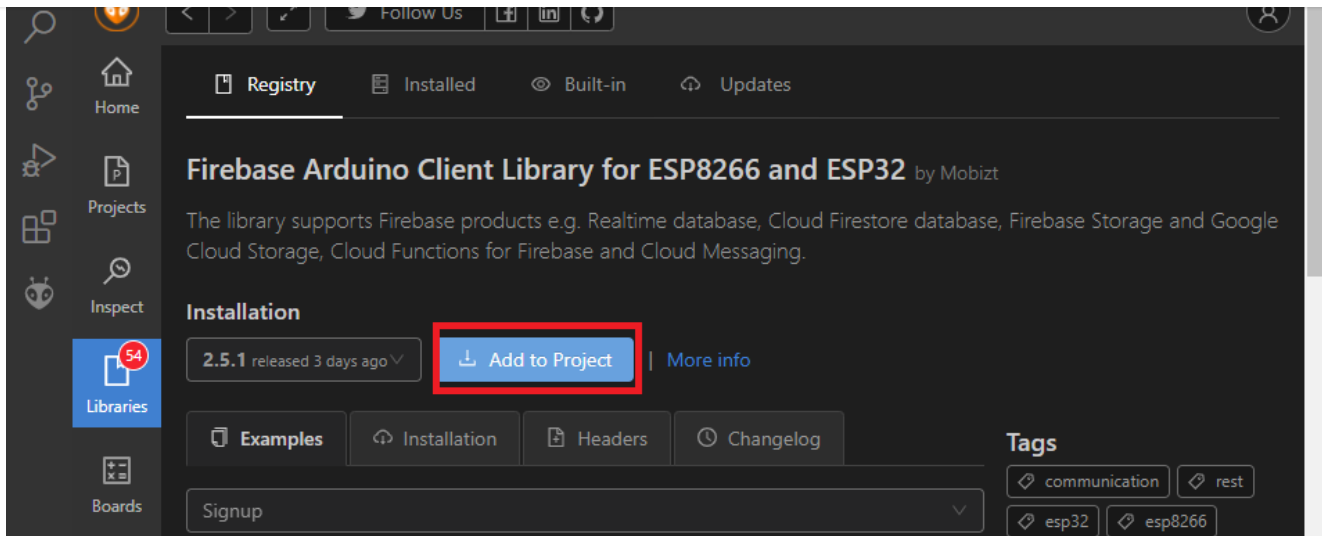 Follow Us
Home
Projects
Inspect
54
Libraries
Boards
Registry
Installed
Built-in
Updates
Firebase Arduino Client Library for ESP8266 and ESP32 by Mobizt
The library supports Firebase products e.g. Realtime database, Cloud Firestore database, Firebase Storage and Google
Cloud Storage, Cloud Functions for Firebase and Cloud Messaging.
Installation
2.5.1 released 3 days ago
Add to Project
| More info
Examples
Installation
Headers
Changelog
Signup
Tags
communication
rest
esp32
esp8266